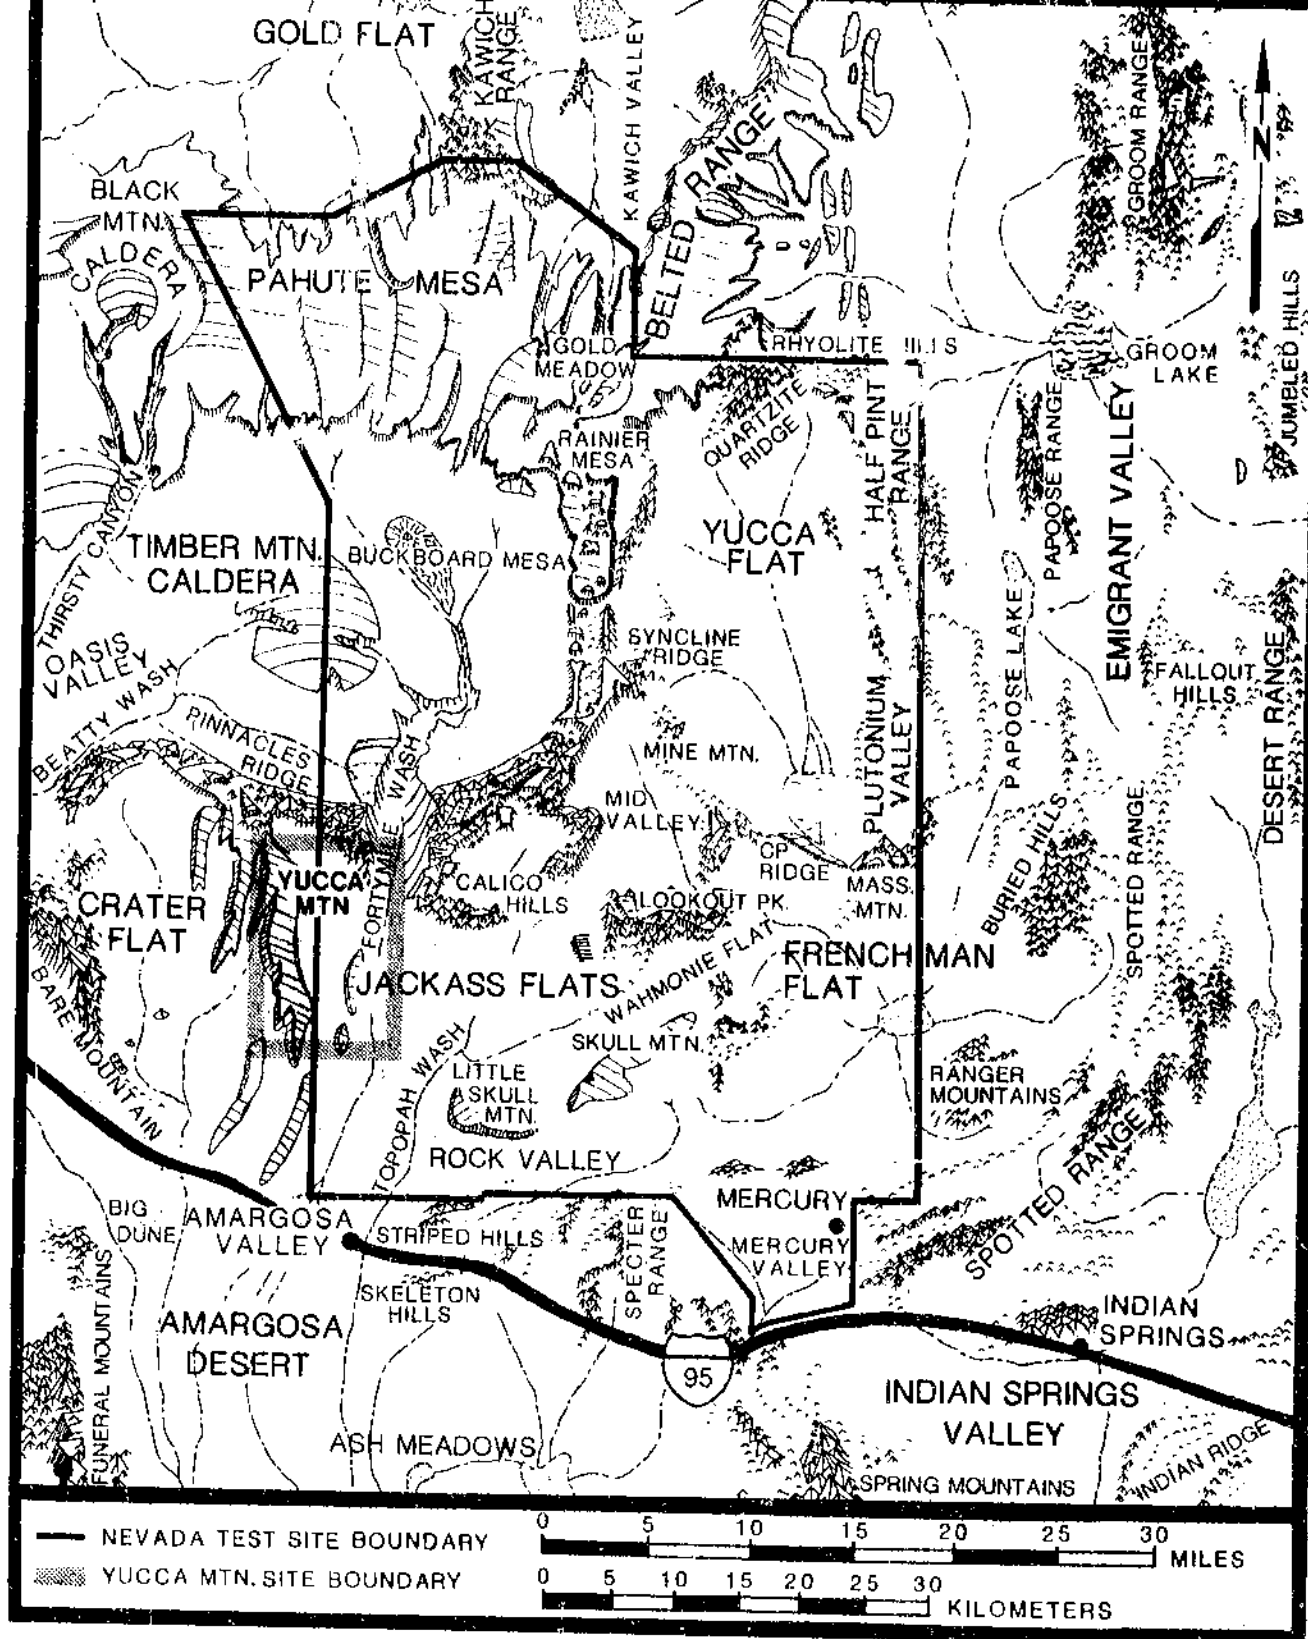 GOLD FLAT
KAWICH
RANGE
KAWICH VALLEY
BELTED RANGE
GROOM RANGE
N
BLACK
MTN.
CALDERA
PAHUTE MESA
GOLD
MEADOW
RHYOLITE HILLS
GROOM
LAKE
JUMBLED HILLS
QUARTZITE
RIDGE
HALF PINT
RANGE
PAPOOSE RANGE
EMIGRANT VALLEY
RAINIER
MESA
THIRSTY CANYON
TIMBER MTN.
CALDERA
BUCKBOARD MESA
YUCCA
FLAT
OASIS
VALLEY
BEATTY WASH
SYNCLINE
RIDGE
PAPOOSE LAKE
FALLOUT
HILLS
DESERT RANGE
PINNACLES
RIDGE
MINE MTN.
PLUTONIUM
VALLEY
MID
VALLEY
FORTYMILE WASH
CP
RIDGE
BURIED HILLS
SPOTTED RANGE
YUCCA
MTN
CRATER
FLAT
CALICO
HILLS
LOOKOUT PK.
MASS.
MTN.
BARE MOUNTAIN
JACKASS FLATS
WAHMONIE FLAT
FRENCHMAN
FLAT
SKULL MTN.
TOPOPAH WASH
LITTLE
SKULL
MTN.
RANGER
MOUNTAINS
ROCK VALLEY
SPOTTED RANGE
MERCURY
BIG
DUNE
AMARGOSA
VALLEY
STRIPED HILLS
SPECTER
RANGE
MERCURY
VALLEY
SKELETON
HILLS
FUNERAL MOUNTAINS
AMARGOSA
DESERT
INDIAN
SPRINGS
95
INDIAN SPRINGS
VALLEY
ASH MEADOWS
SPRING MOUNTAINS
INDIAN RIDGE
NEVADA TEST SITE BOUNDARY
YUCCA MTN. SITE BOUNDARY
0 5 10 15 20 25 30
MILES
0 5 10 15 20 25 30
KILOMETERS